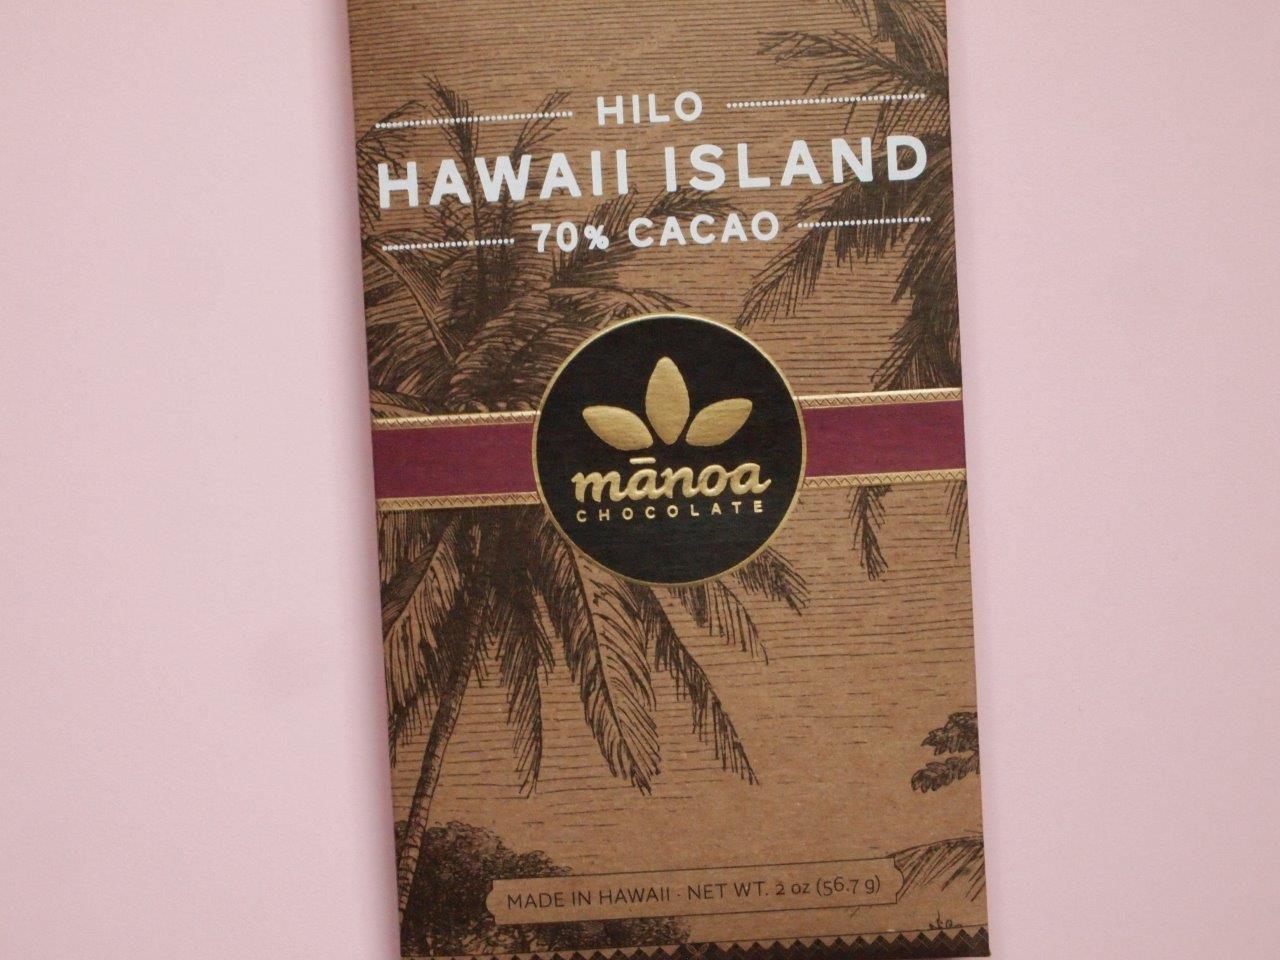 HILO
HAWAII ISLAND
70% CACAO
mānoa
CHOCOLATE
MADE IN HAWAII · NET WT. 2 oz (56.7 g)